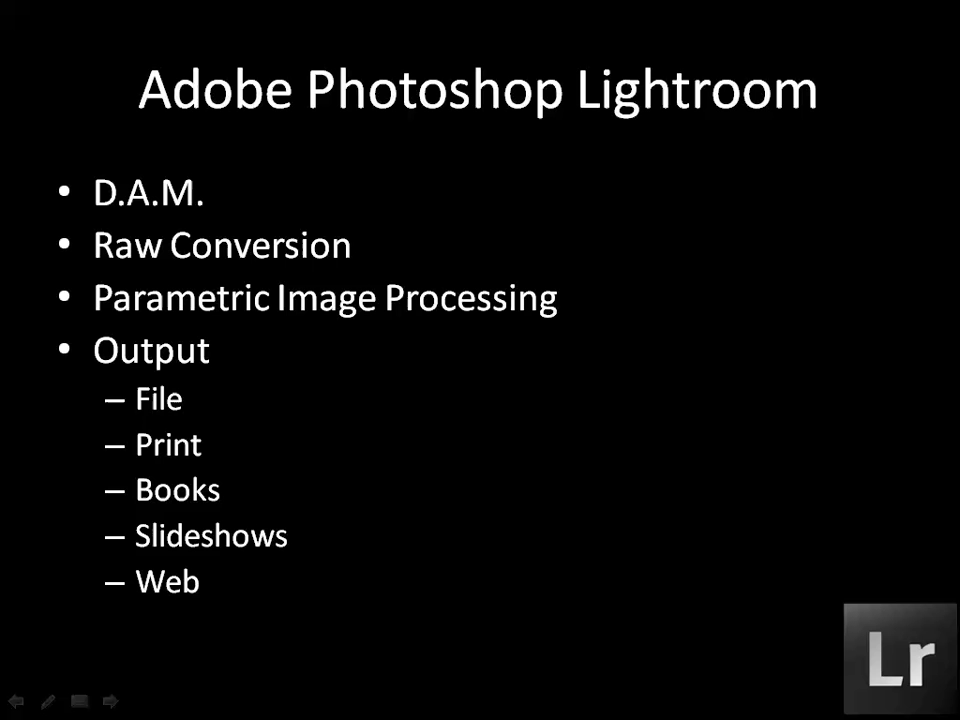 Adobe Photoshop Lightroom
• D.A.M.
• Raw Conversion
• Parametric Image Processing
• Output
– File
– Print
– Books
– Slideshows
– Web
Lr